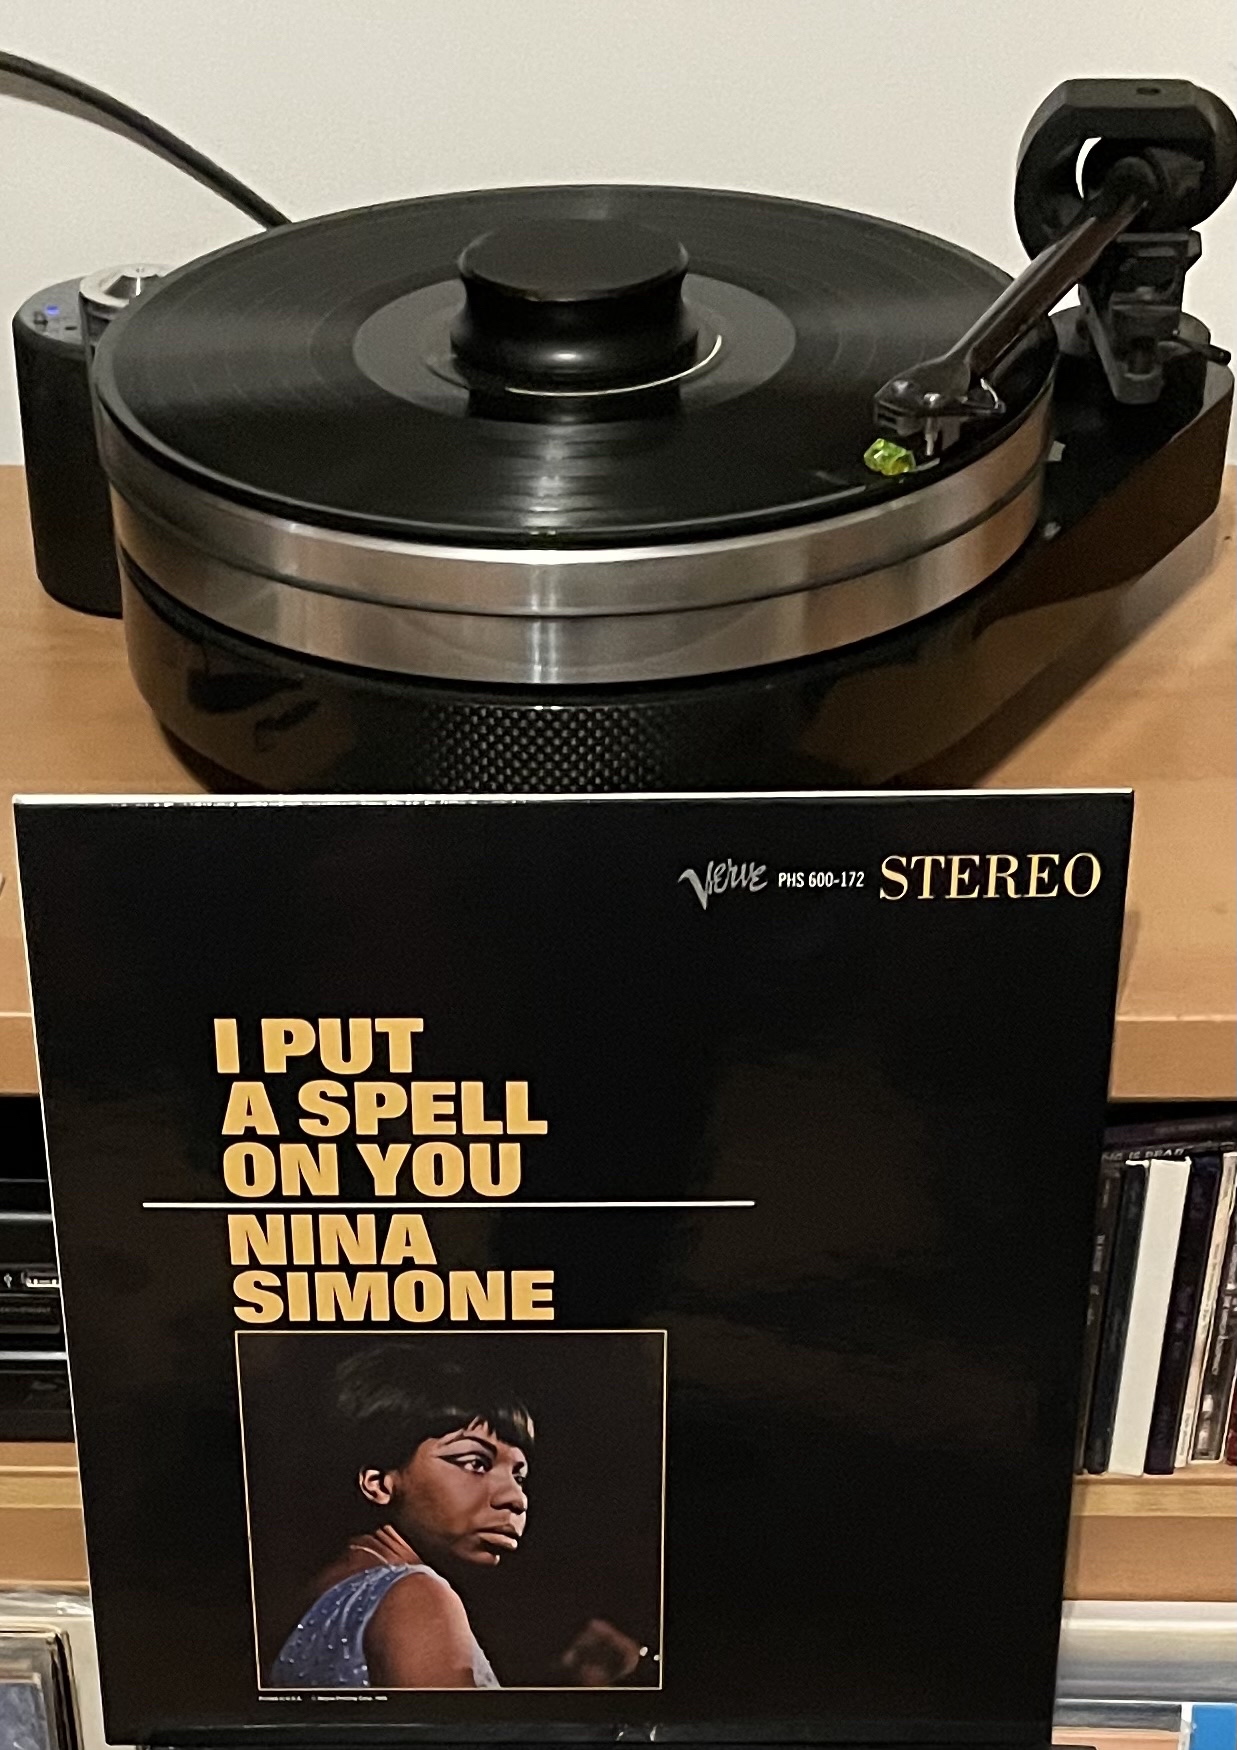 Verve PHS 600-172 STEREO
I PUT
A SPELL
ON YOU
NINA
SIMONE